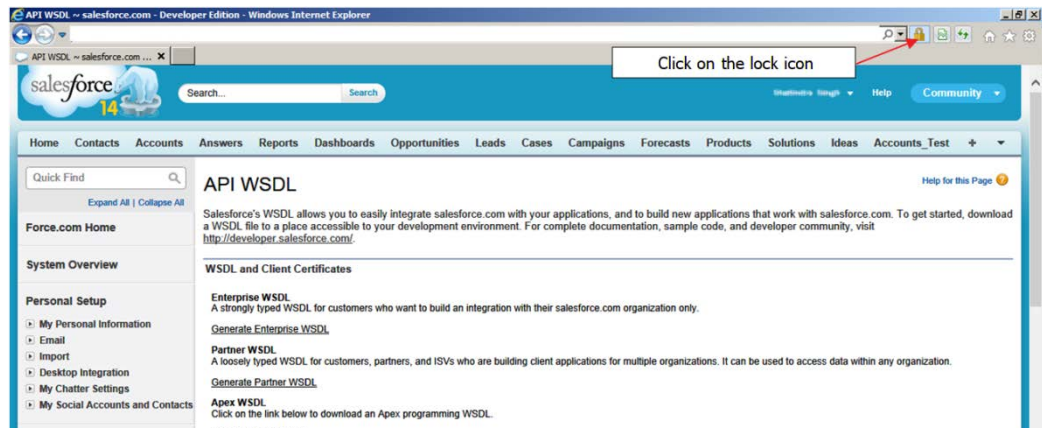 API WSDL ~ salesforce.com - Developer Edition - Windows Internet Explorer
API WSDL ~ salesforce.com ...
Click on the lock icon
salesforce
14
Search...
Search
Help
Community
Home Contacts Accounts Answers Reports Dashboards Opportunities Leads Cases Campaigns Forecasts Products Solutions Ideas Accounts_Test +
Quick Find
Expand All | Collapse All
Force.com Home
System Overview
Personal Setup
My Personal Information
Email
Import
Desktop Integration
My Chatter Settings
My Social Accounts and Contacts
API WSDL
Help for this Page ?
Salesforce's WSDL allows you to easily integrate salesforce.com with your applications, and to build new applications that work with salesforce.com. To get started, download
a WSDL file to a place accessible to your development environment. For complete documentation, sample code, and developer community, visit
http://developer.salesforce.com/.
WSDL and Client Certificates
Enterprise WSDL
A strongly typed WSDL for customers who want to build an integration with their salesforce.com organization only.
Generate Enterprise WSDL
Partner WSDL
A loosely typed WSDL for customers, partners, and ISVs who are building client applications for multiple organizations. It can be used to access data within any organization.
Generate Partner WSDL
Apex WSDL
Click on the link below to download an Apex programming WSDL.